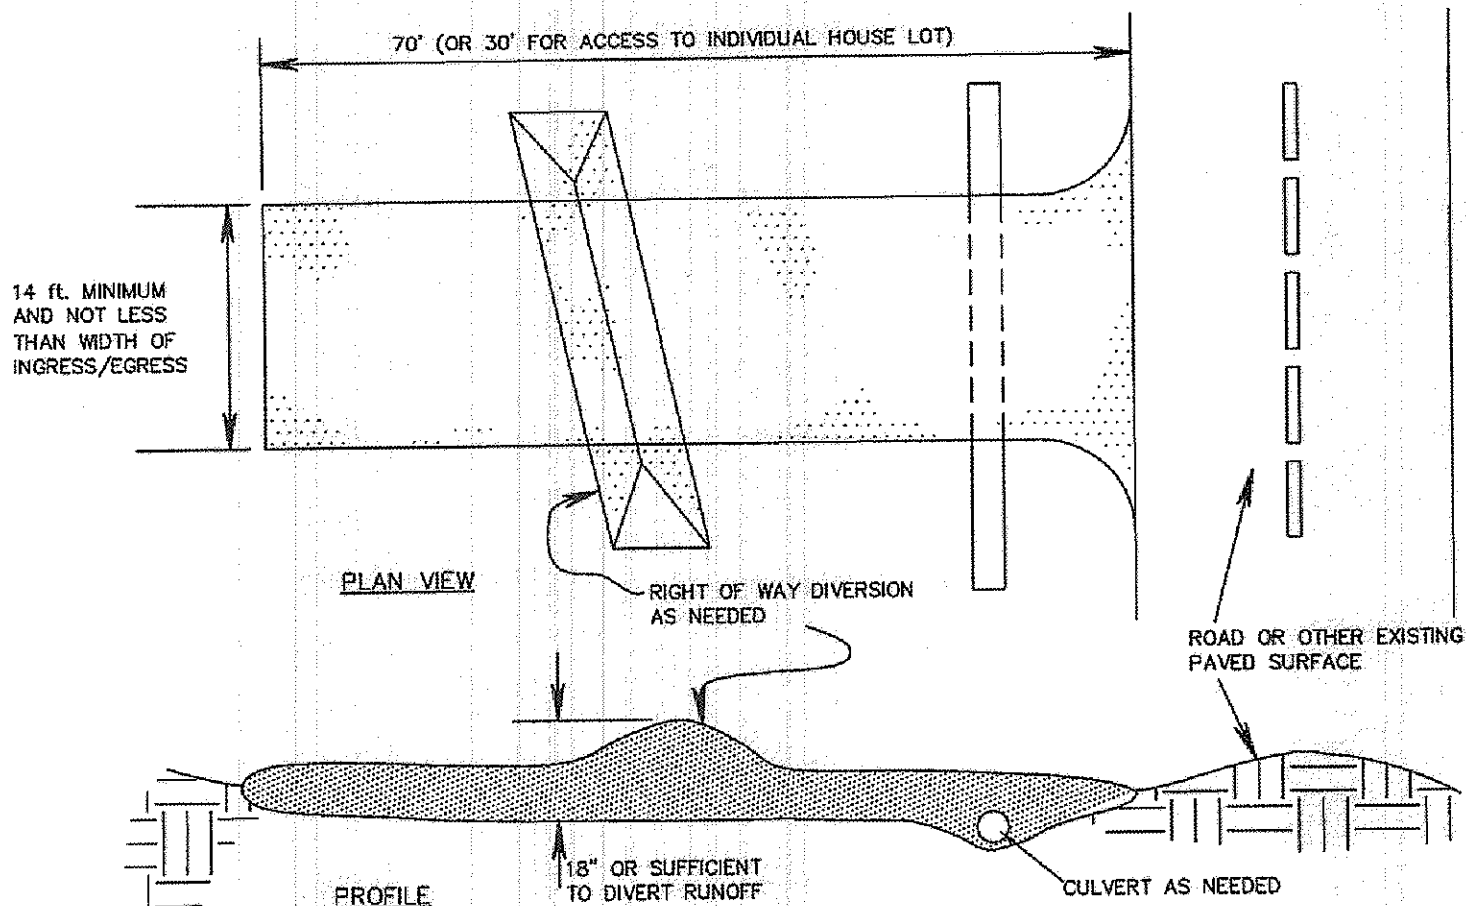 70' (OR 30' FOR ACCESS TO INDIVIDUAL HOUSE LOT)
14 ft. MINIMUM
AND NOT LESS
THAN WIDTH OF
INGRESS/EGRESS
PLAN VIEW
RIGHT OF WAY DIVERSION
AS NEEDED
ROAD OR OTHER EXISTING
PAVED SURFACE
18" OR SUFFICIENT
TO DIVERT RUNOFF
CULVERT AS NEEDED
PROFILE